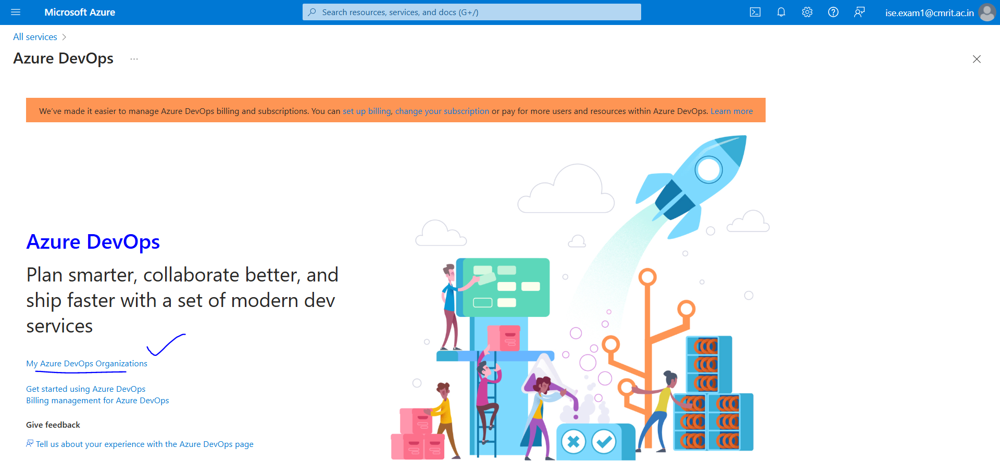 Microsoft Azure
Search resources, services, and docs (G+/)
ise.exam1@cmrit.ac.in
All services
Azure DevOps ...
We've made it easier to manage Azure DevOps billing and subscriptions. You can set up billing, change your subscription or pay for more users and resources within Azure DevOps. Learn more
Azure DevOps
Plan smarter, collaborate better, and
ship faster with a set of modern dev
services
My Azure DevOps Organizations
Get started using Azure DevOps
Billing management for Azure DevOps
Give feedback
Tell us about your experience with the Azure DevOps page